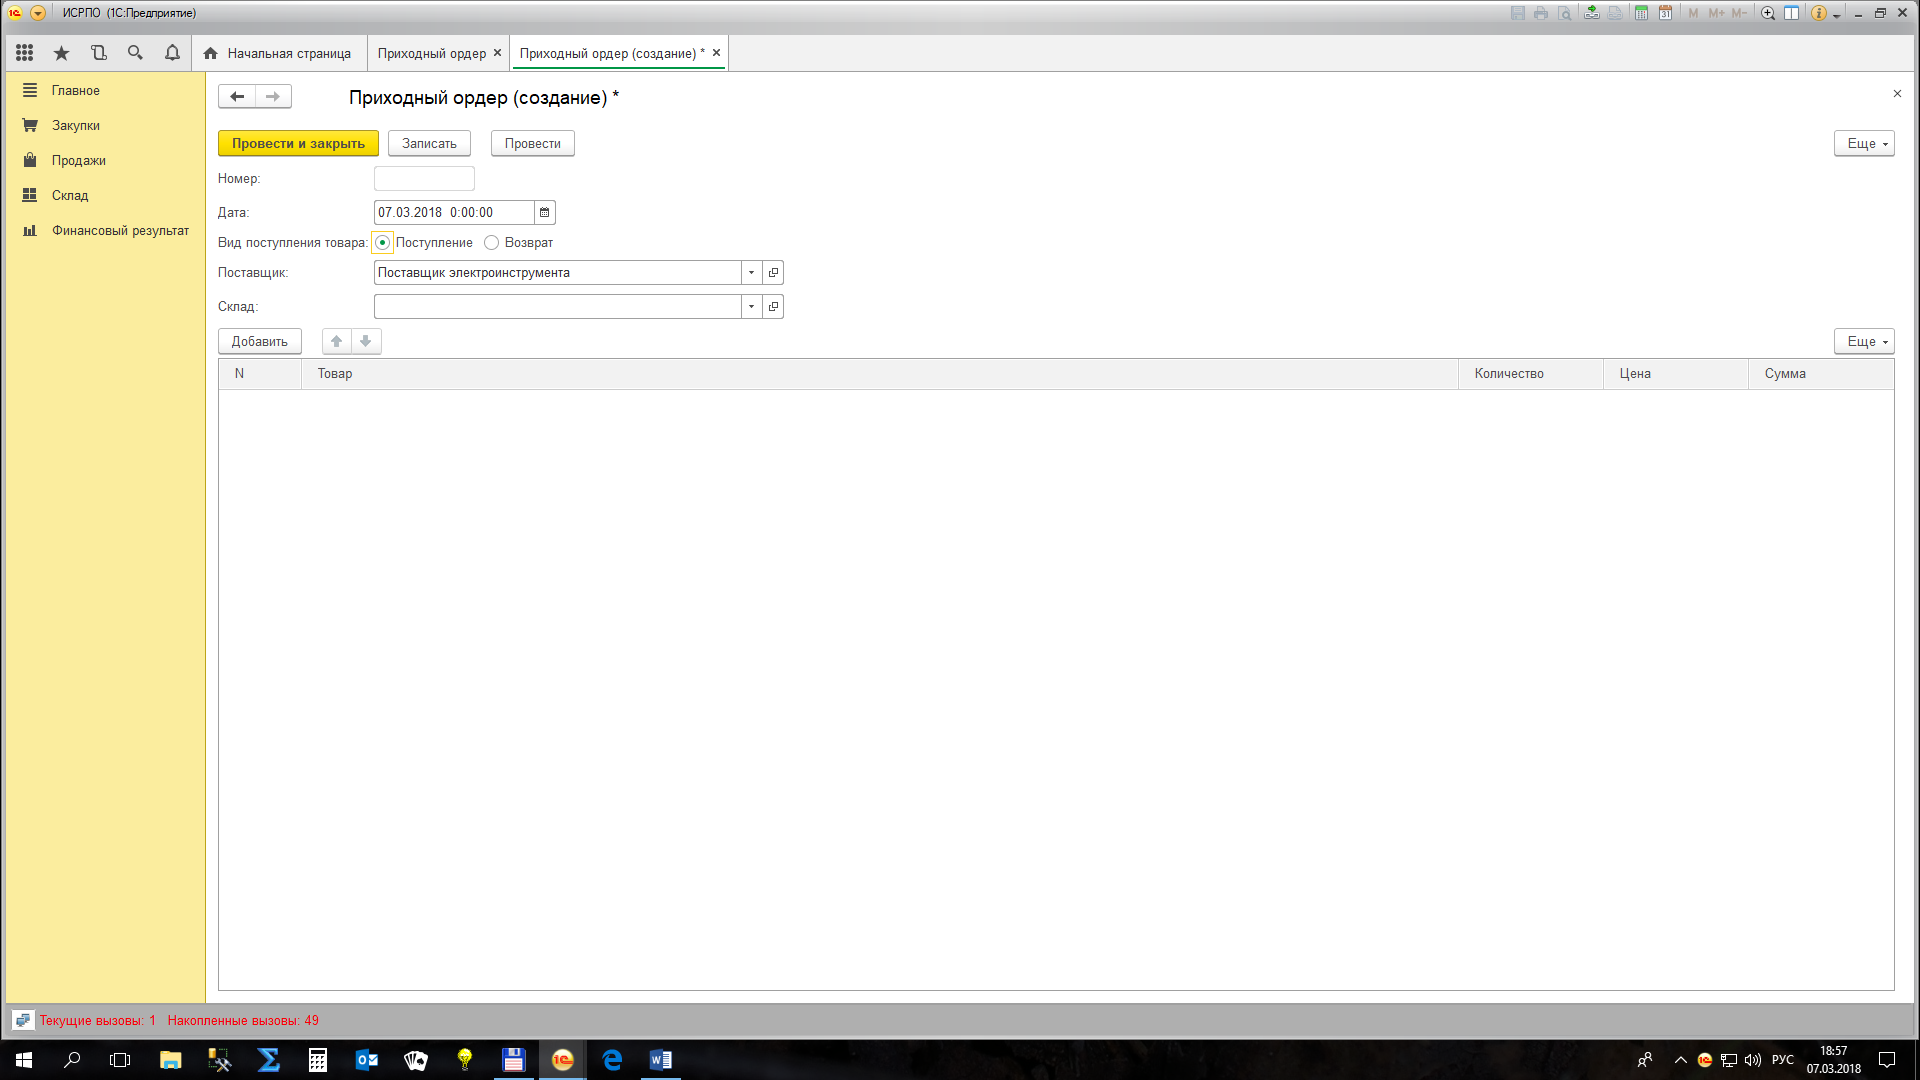 ИСРПО (1С:Предприятие)
31 M M+ M- i
Начальная страница
Приходный ордер
Приходный ордер (создание) *
Главное
Закупки
Продажи
Склад
Финансовый результат
Приходный ордер (создание) *
Провести и закрыть Записать Провести Еще
Номер:
Дата: 07.03.2018 0:00:00
Вид поступления товара: Поступление Возврат
Поставщик: Поставщик электроинструмента
Склад:
Добавить Еще
N Товар Количество Цена Сумма
Текущие вызовы: 1 Накопленные вызовы: 49
РУС
18:57
07.03.2018